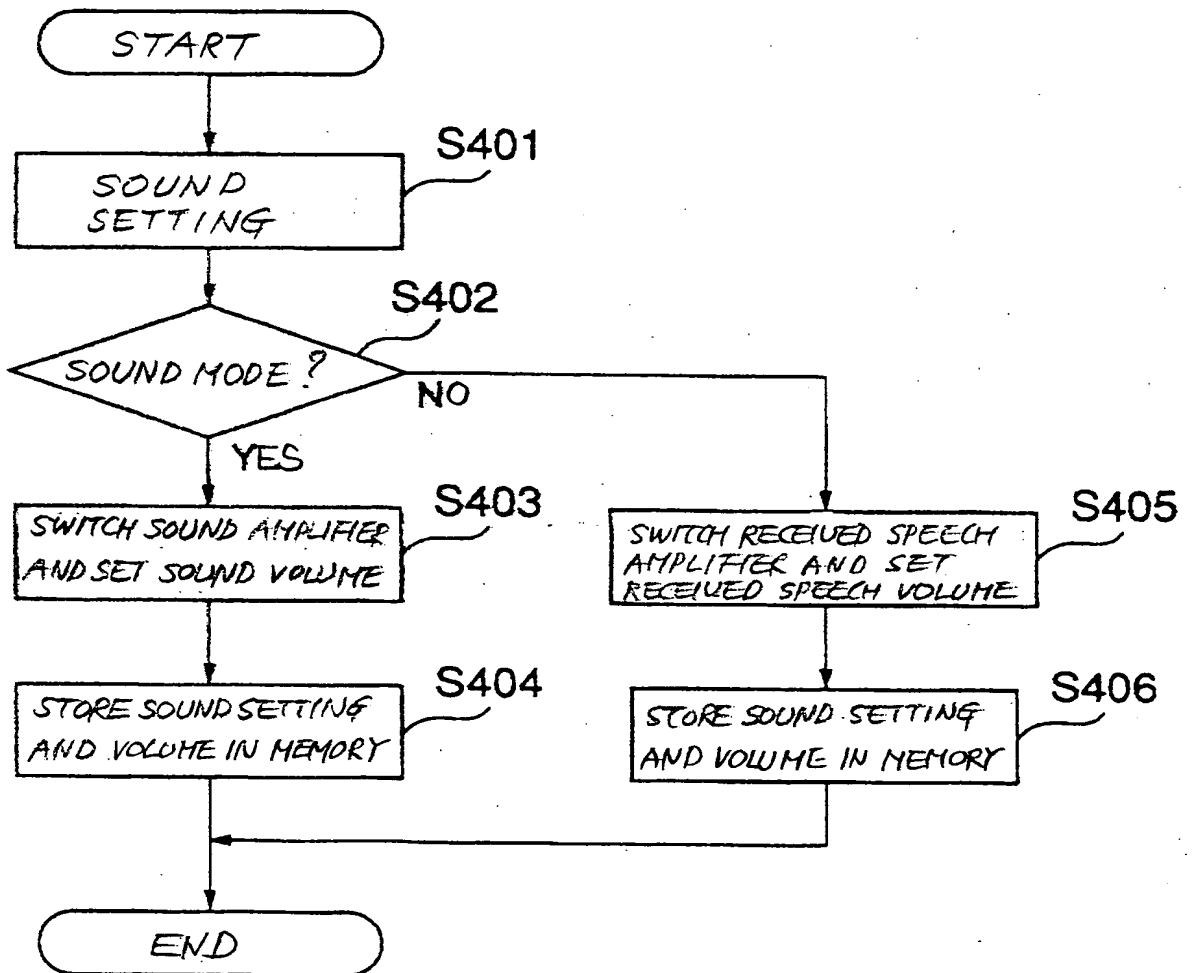 START
S401
SOUND
SETTING
S402
SOUND MODE?
NO
YES
S403
SWITCH SOUND AMPLIFIER
AND SET SOUND VOLUME
S405
SWITCH RECEIVED SPEECH
AMPLIFIER AND SET
RECEIVED SPEECH VOLUME
S404
STORE SOUND SETTING
AND VOLUME IN MEMORY
S406
STORE SOUND SETTING
AND VOLUME IN MEMORY
END